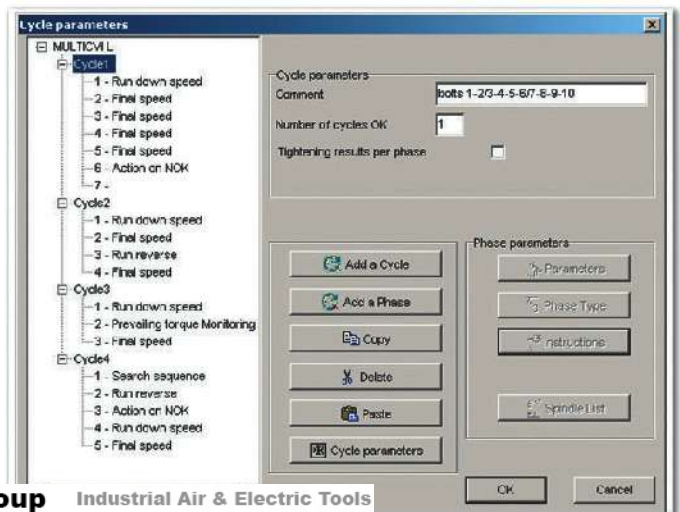 Cycle parameters
MULTICVIL
Cycle1
1 - Run down speed
2 - Final speed
3 - Final speed
4 - Final speed
5 - Final speed
6 - Action on NOK
7 -
Cycle2
1 - Run down speed
2 - Final speed
3 - Run reverse
4 - Final speed
Cycle3
1 - Run down speed
2 - Prevailing torque Monitoring
3 - Final speed
Cycle4
1 - Search sequence
2 - Run reverse
3 - Action on NOK
4 - Run down speed
5 - Final speed
Cycle parameters
Comment
bolts 1-2/3-4-5-6/7-8-9-10
Number of cycles OK
1
Tightening results per phase
Add a Cycle
Add a Phase
Copy
Delete
Paste
Cycle parameters
Phase parameters
Parameters
Phase Type
Instructions
Spindle List
OK
Cancel
oup Industrial Air & Electric Tools